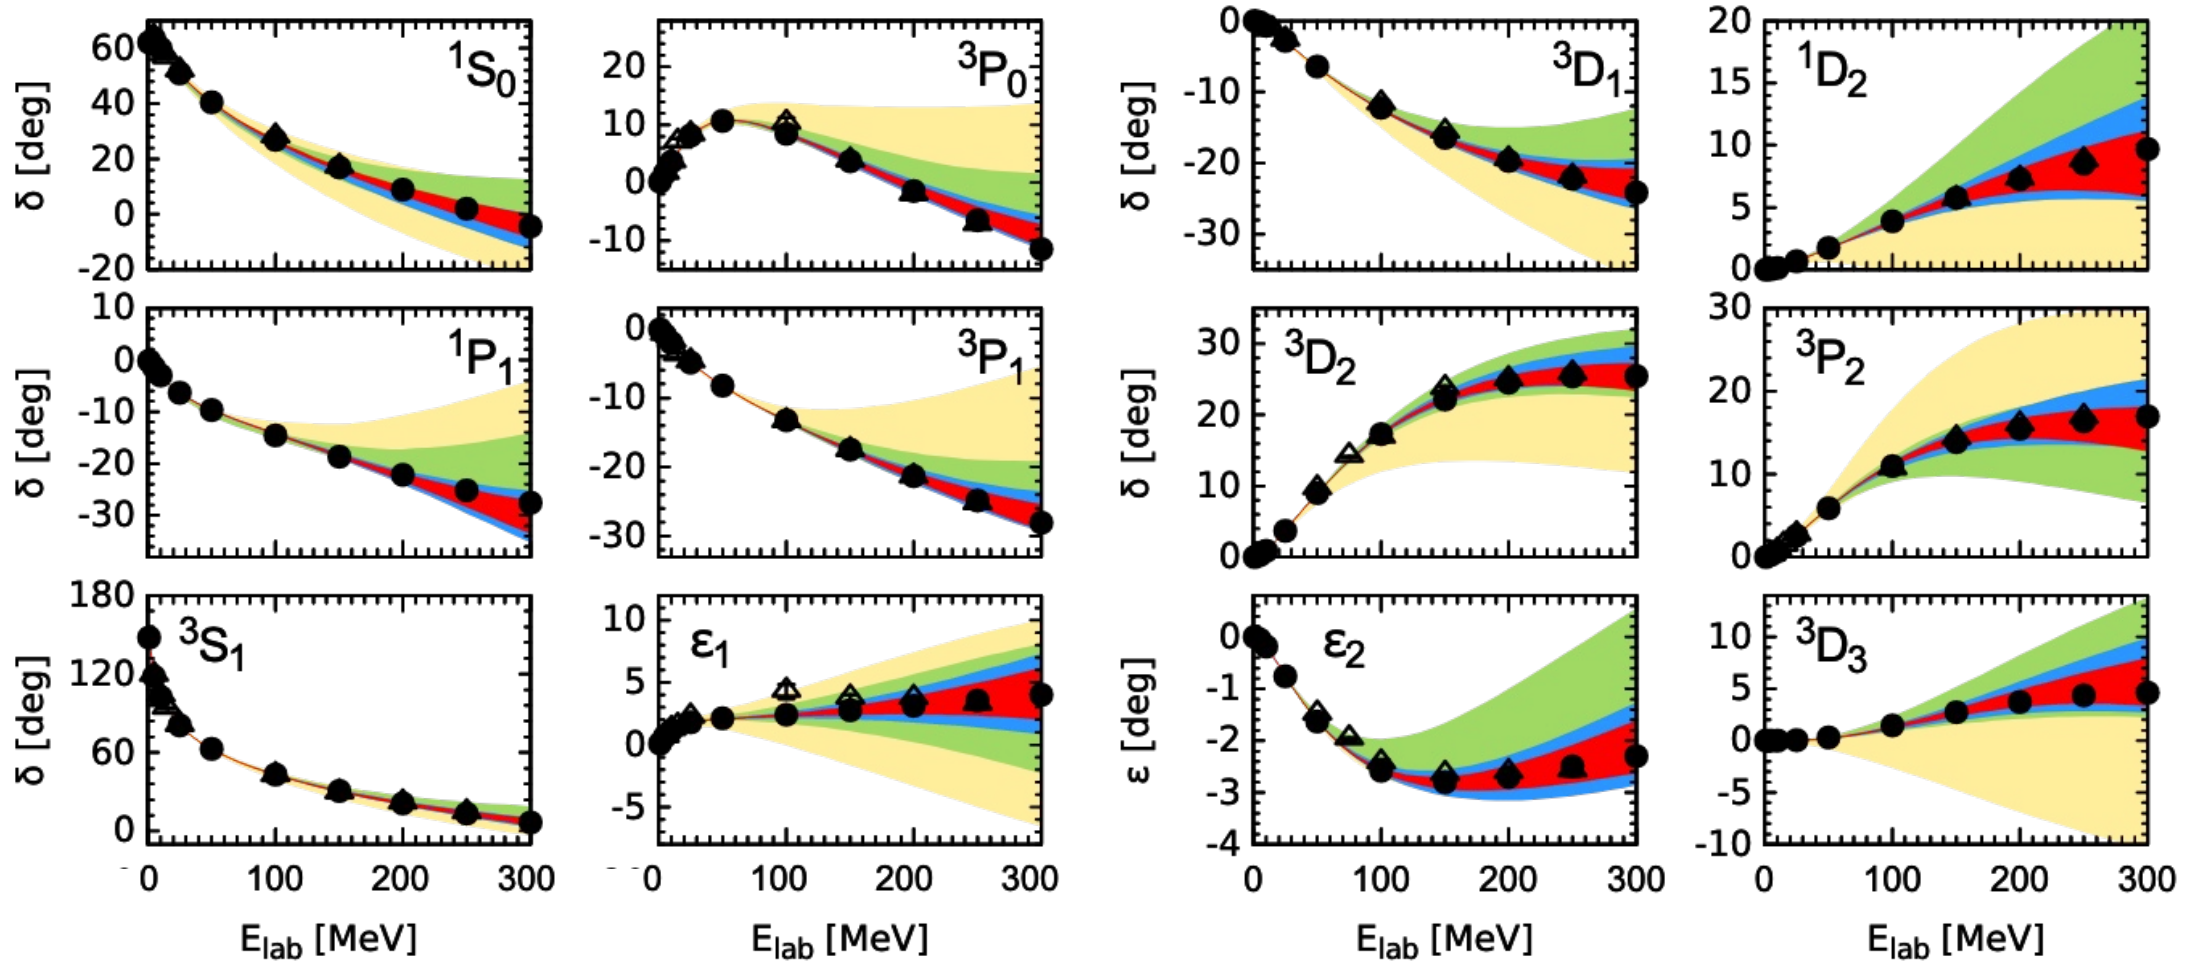 δ [deg]
60
40
20
0
-20
¹S₀
20
10
0
-10
³P₀
δ [deg]
0
-10
-20
-30
³D₁
20
15
10
5
0
¹D₂
δ [deg]
10
0
-10
-20
-30
¹P₁
0
-10
-20
-30
³P₁
δ [deg]
30
20
10
0
³D₂
30
20
10
0
³P₂
δ [deg]
180
120
60
0
³S₁
10
5
0
-5
ε₁
ε [deg]
0
-1
-2
-3
-4
ε₂
10
5
0
-5
-10
³D₃
0 100 200 300
0 100 200 300
0 100 200 300
0 100 200 300
E_lab [MeV]
E_lab [MeV]
E_lab [MeV]
E_lab [MeV]